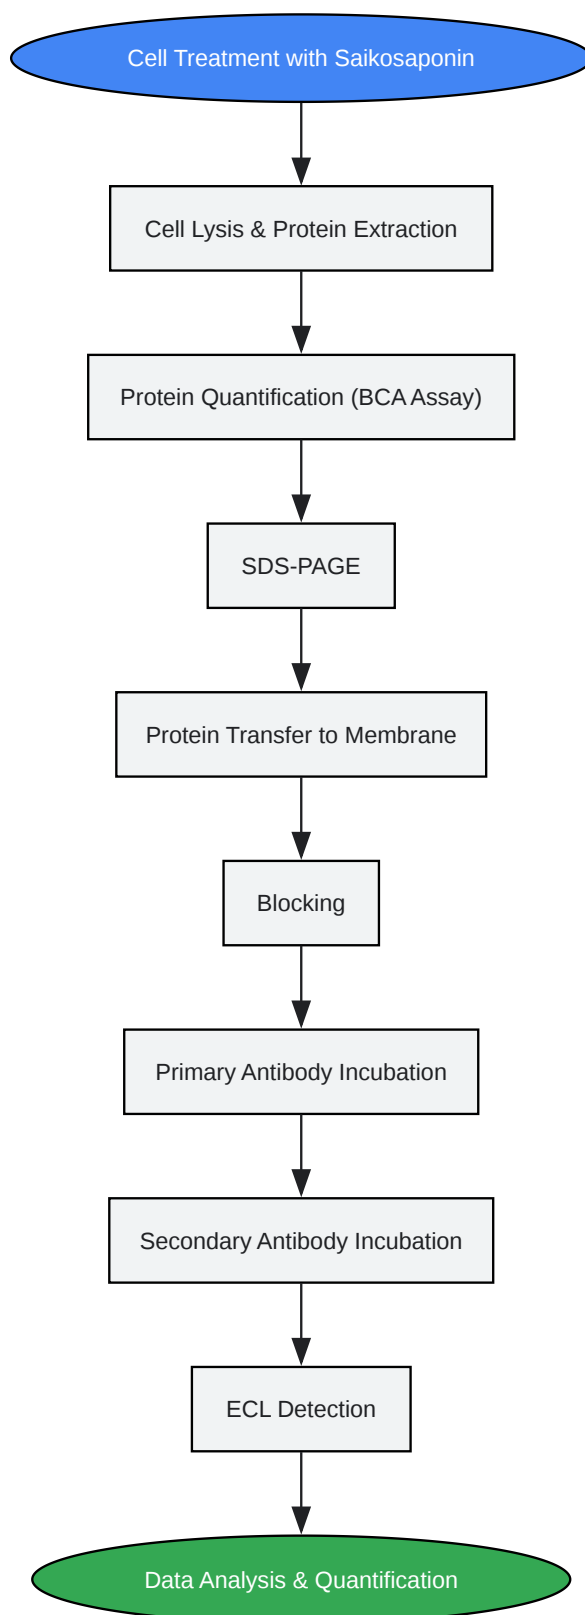 Cell Treatment with Saikosaponin
Cell Lysis & Protein Extraction
Protein Quantification (BCA Assay)
SDS-PAGE
Protein Transfer to Membrane
Blocking
Primary Antibody Incubation
Secondary Antibody Incubation
ECL Detection
Data Analysis & Quantification